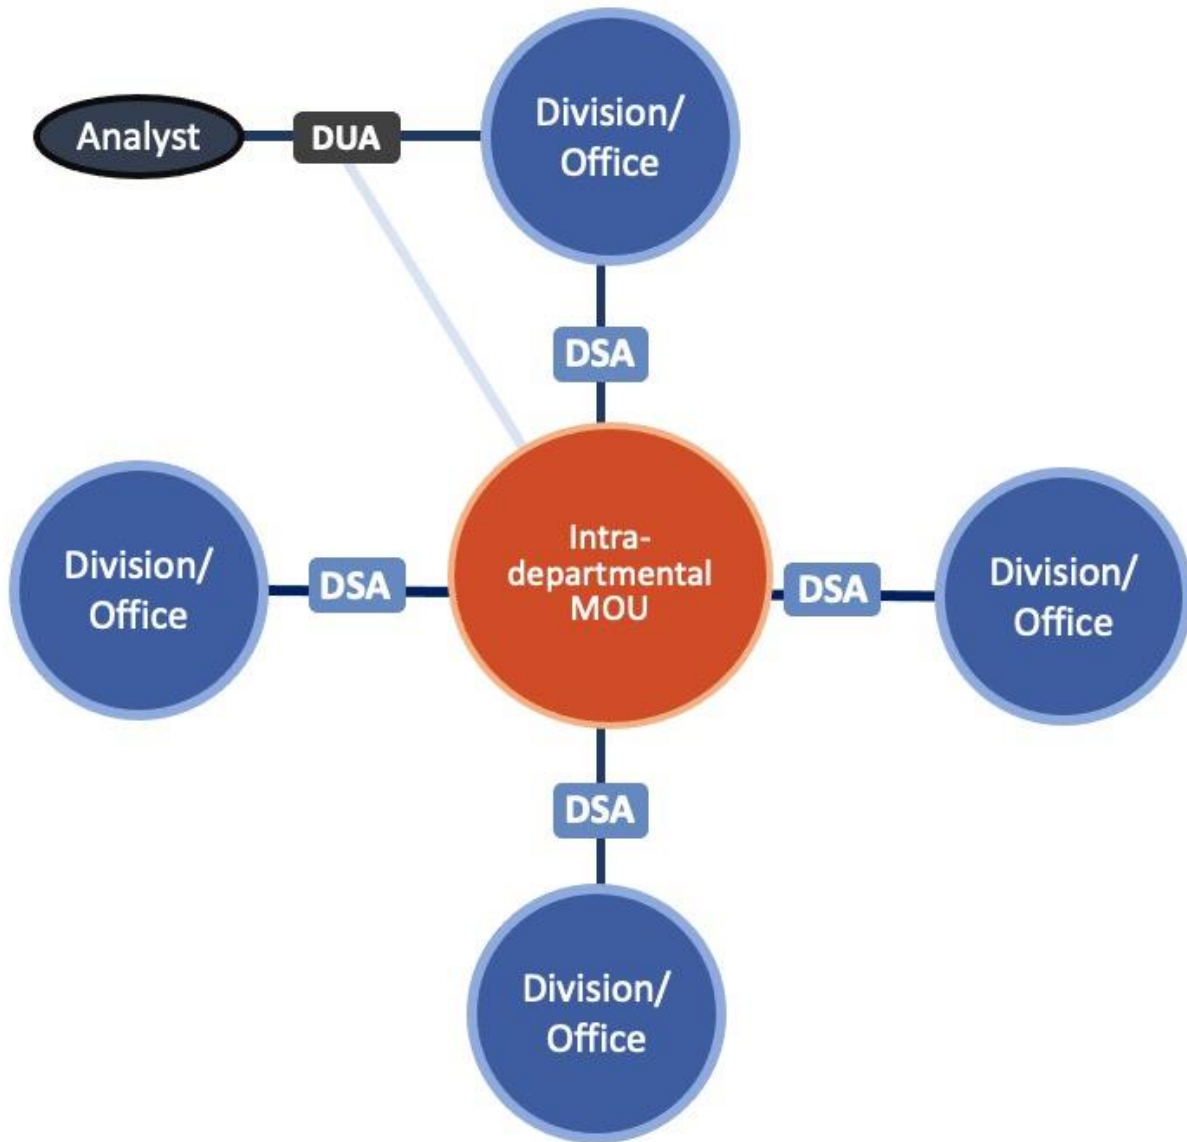 Division/
Office
Analyst
DUA
DSA
Intra-
departmental
MOU
Division/
Office
DSA
DSA
Division/
Office
DSA
Division/
Office